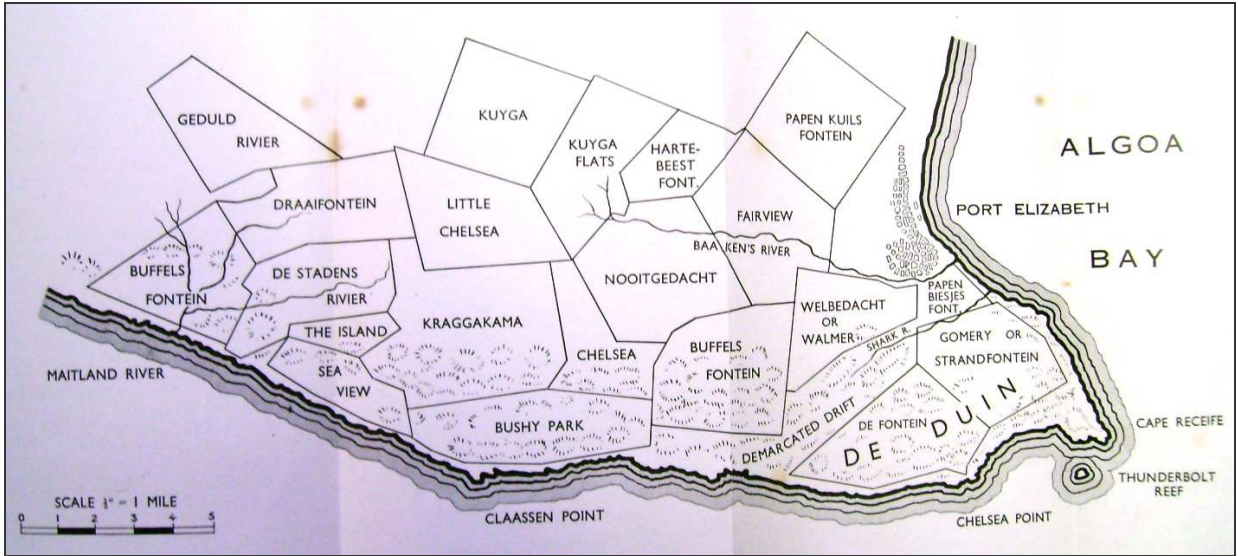 GEDULD
RIVIER
KUYGA
KUYGA
FLATS
HARTE-
BEEST
FONT.
PAPEN KUILS
FONTEIN
ALGOA
BAY
PORT ELIZABETH
DRAAIFONTEIN
LITTLE
CHELSEA
FAIRVIEW
BAAKEN'S RIVER
BUFFELS
FONTEIN
DE STADENS
RIVIER
NOOITGEDACHT
PAPEN
BIESJES
FONT.
WELBEDACHT
OR
WALMER
SHARK R.
GOMERY OR
STRANDFONTEIN
THE ISLAND
KRAGGAKAMA
CHELSEA
BUFFELS
FONTEIN
SEA
VIEW
MAITLAND RIVER
BUSHY PARK
DEMARCATED DRIFT
DE FONTEIN
DE DUIN
CAPE RECEIFE
THUNDERBOLT
REEF
CLAASSEN POINT
CHELSEA POINT
SCALE ½" = 1 MILE
0 1 2 3 4 5